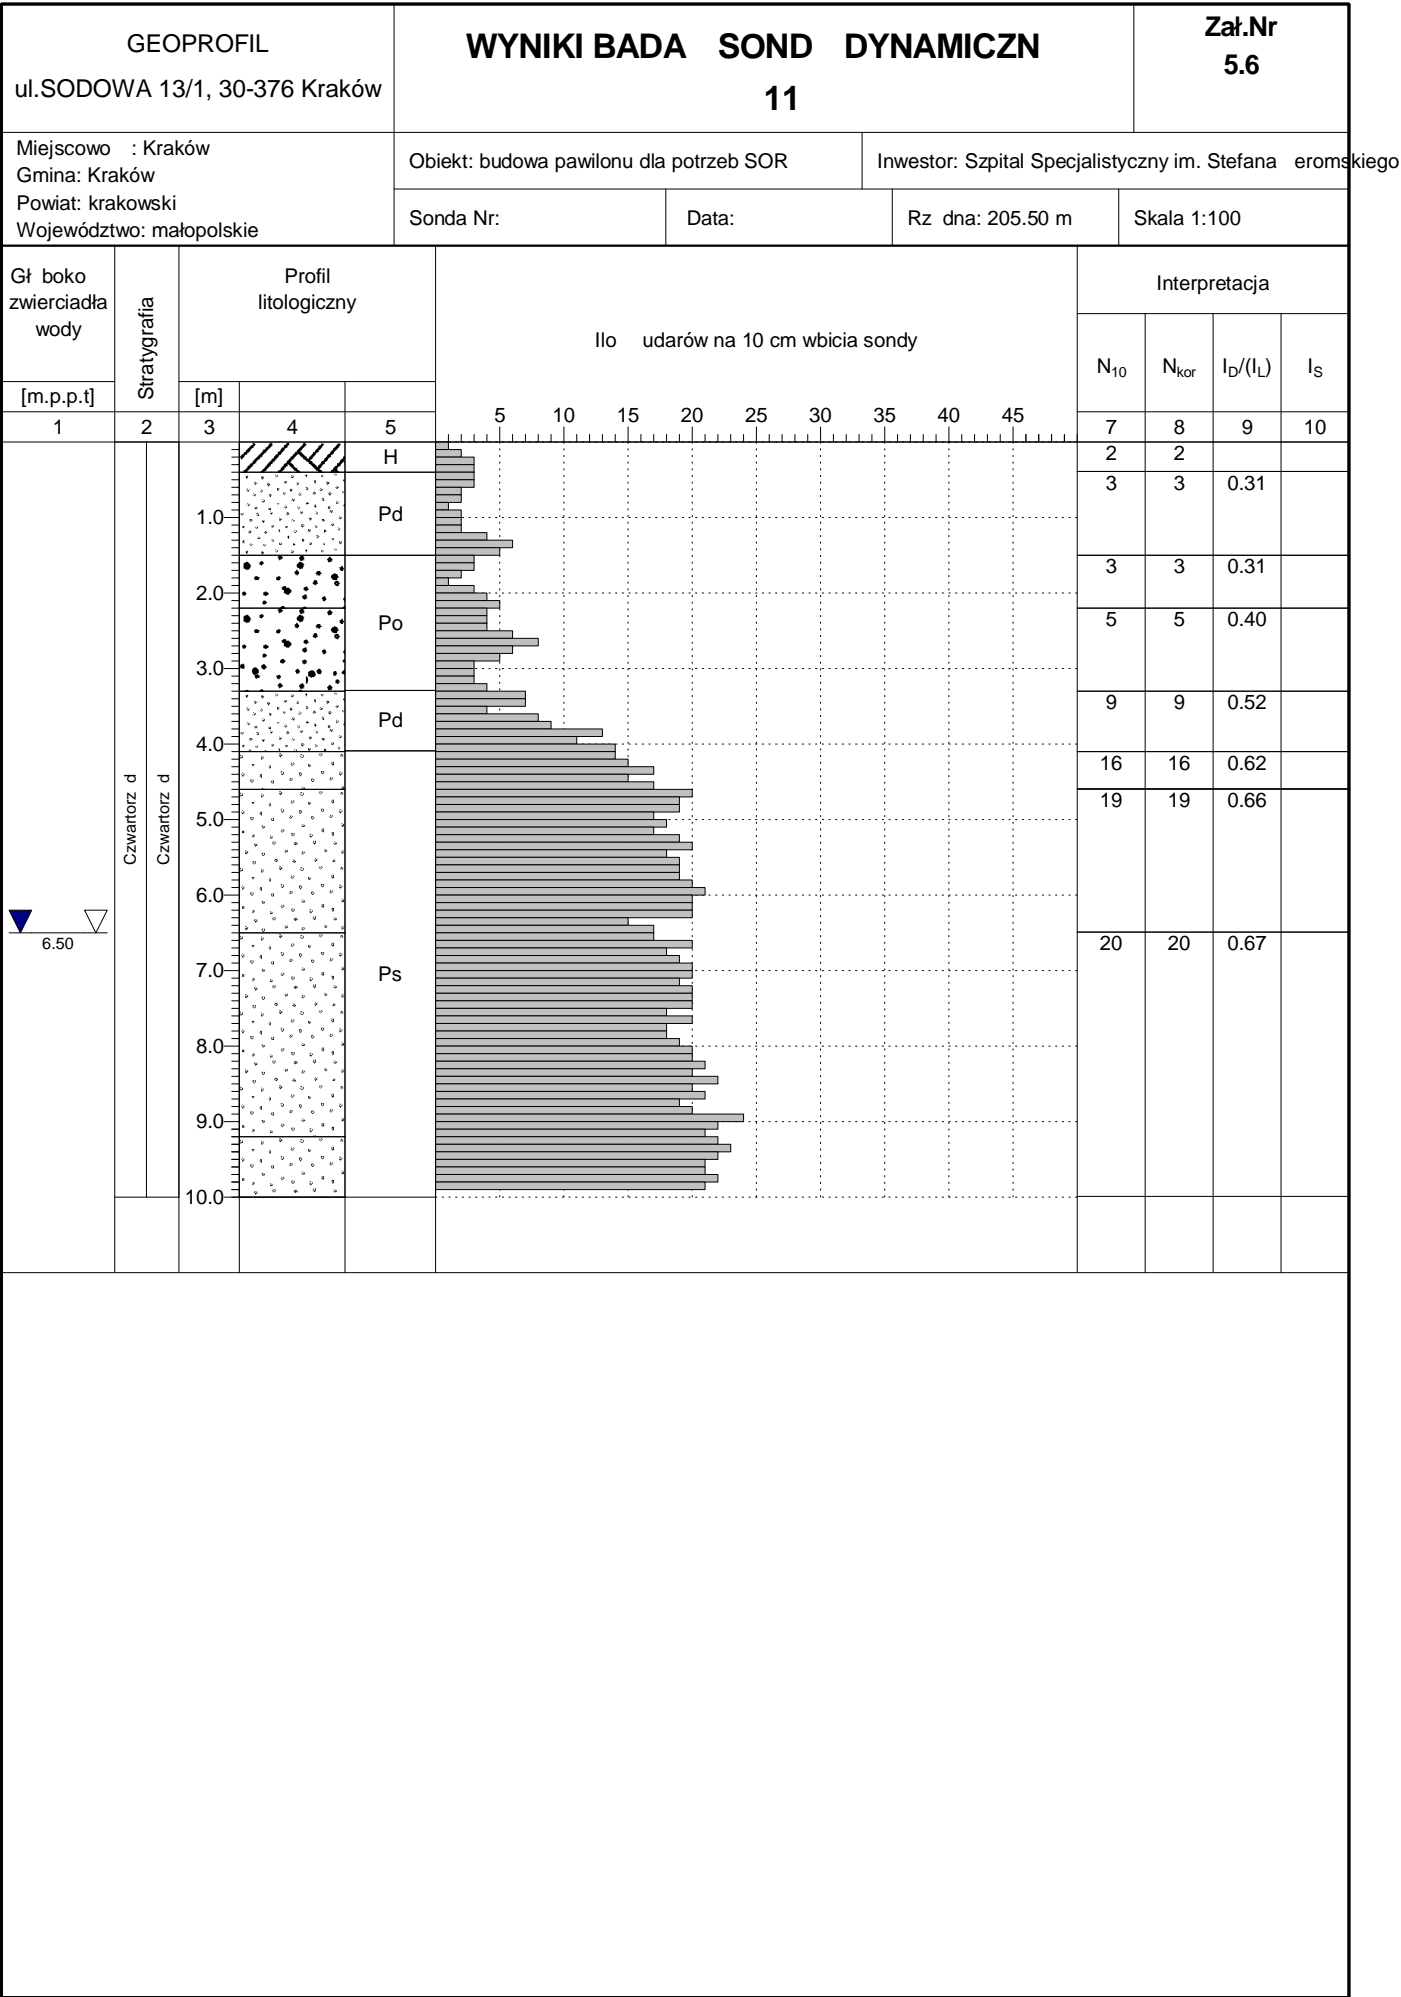 GEOPROFIL
ul.SODOWA 13/1, 30-376 Kraków
WYNIKI BADA SOND DYNAMICZN
11
Zał.Nr
5.6
Miejscowo : Kraków
Gmina: Kraków
Powiat: krakowski
Województwo: małopolskie
Obiekt: budowa pawilonu dla potrzeb SOR
Inwestor: Szpital Specjalistyczny im. Stefana eromskiego
Sonda Nr:
Data:
Rz dna: 205.50 m
Skala 1:100
Gł boko
zwierciadła
wody
[m.p.p.t]
Stratygrafia
Profil
litologiczny
[m]
Ilo udarów na 10 cm wbicia sondy
Interpretacja
N10 Nkor ID/(IL) IS
5 10 15 20 25 30 35 40 45
1 2 3 4 5 7 8 9 10
H 2 2
Pd 3 3 0.31
1.0
Po 3 3 0.31
2.0
5 5 0.40
3.0
Pd 9 9 0.52
4.0
16 16 0.62
19 19 0.66
5.0
Czwartorz d
Czwartorz d
6.0
6.50
20 20 0.67
7.0
Ps
8.0
9.0
10.0